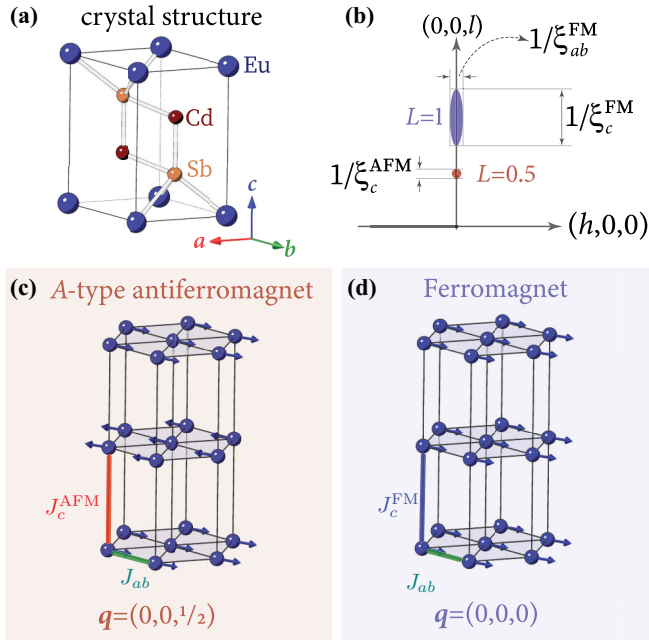 (a) crystal structure
Eu
Cd
Sb
c
a
b
(b)
(0,0,l)
1/ξ_ab^FM
L=1
1/ξ_c^FM
1/ξ_c^AFM
L=0.5
(h,0,0)
(c) A-type antiferromagnet
J_c^AFM
J_ab
q=(0,0,½)
(d) Ferromagnet
J_c^FM
J_ab
q=(0,0,0)